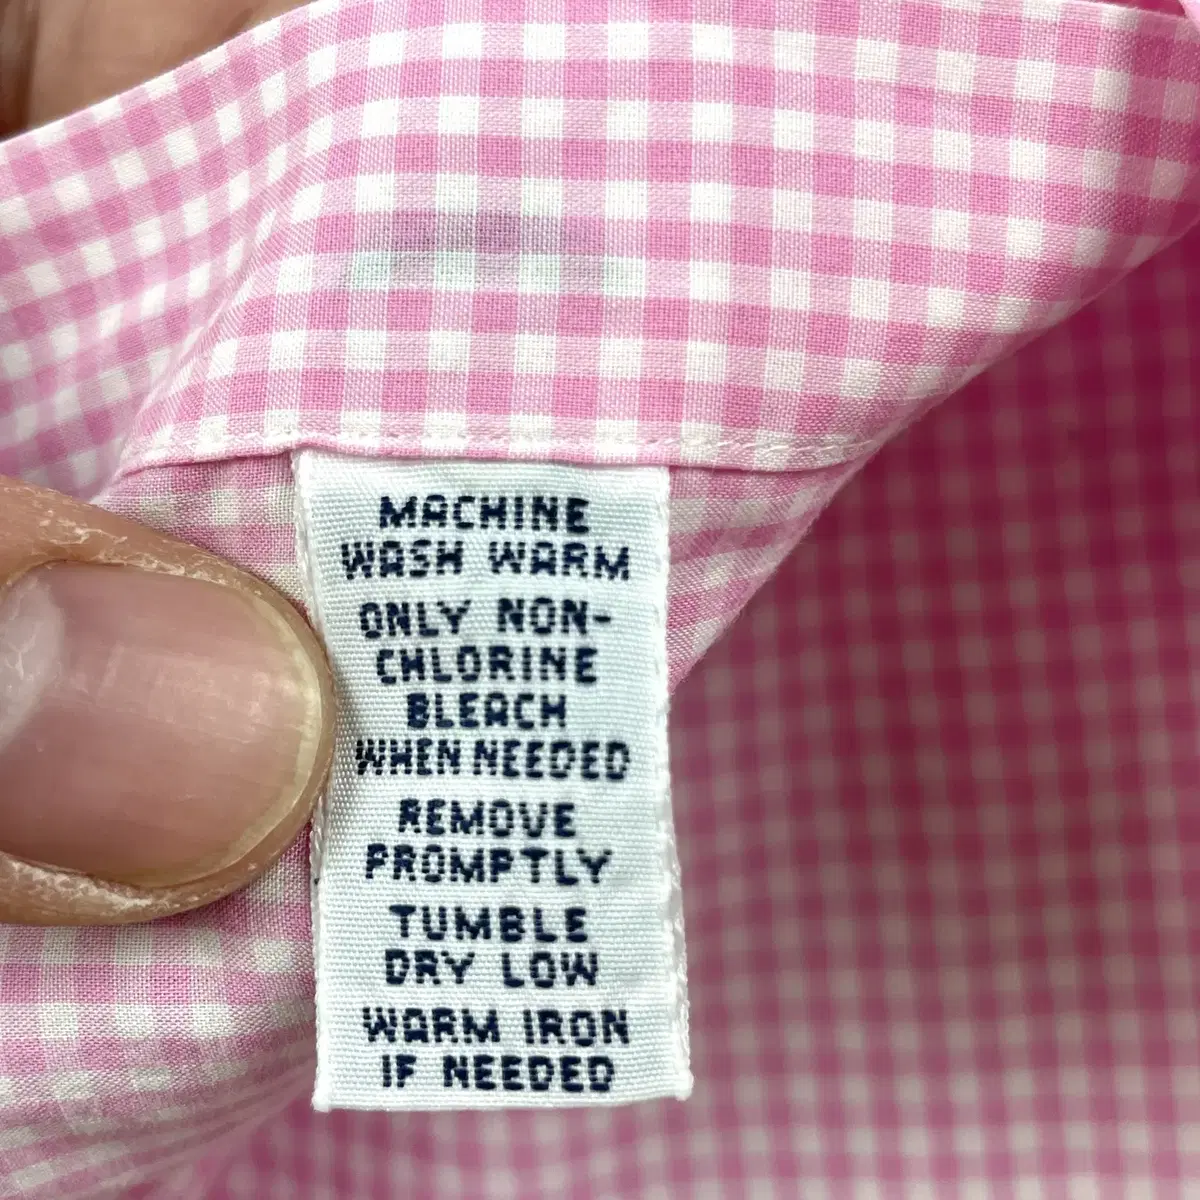 MACHINE
WASH WARM
ONLY NON-
CHLORINE
BLEACH
WHEN NEEDED
REMOVE
PROMPTLY
TUMBLE
DRY LOW
WARM IRON
IF NEEDED